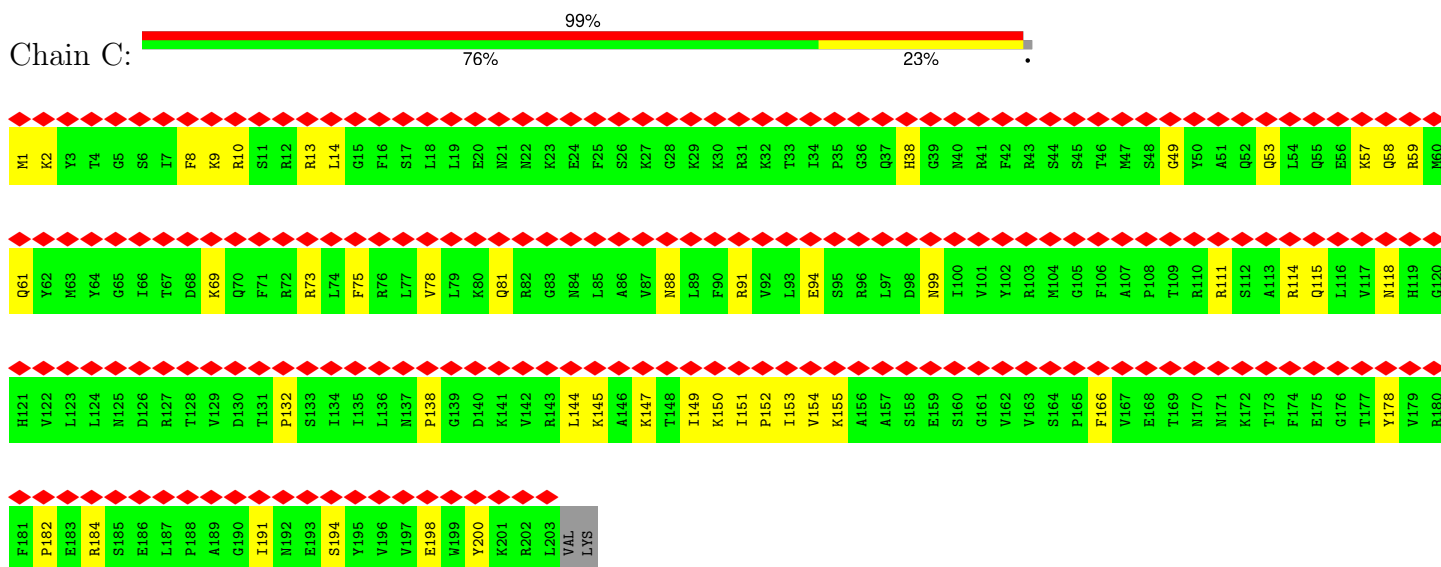 99%
Chain C:
76% 23% •
M1 K2 Y3 T4 G5 S6 I7 F8 K9 R10 S11 R12 R13 L14 G15 F16 S17 L18 L19 E20 N21 N22 K23 E24 F25 S26 K27 G28 K29 K30 R31 K32 T33 I34 P35 G36 Q37 H38 G39 N40 R41 F42 R43 S44 S45 T46 M47 S48 G49 Y50 A51 Q52 Q53 L54 Q55 E56 K57 Q58 R59 M60
Q61 Y62 M63 Y64 G65 I66 T67 D68 K69 Q70 F71 R72 R73 L74 F75 R76 L77 V78 L79 K80 Q81 R82 G83 N84 L85 A86 V87 N88 L89 F90 R91 V92 L93 E94 S95 R96 L97 D98 N99 I100 V101 Y102 R103 M104 G105 F106 A107 P108 T109 R110 R111 S112 A113 R114 Q115 L116 V117 N118 H119 G120
H121 V122 L123 L124 N125 D126 R127 T128 V129 D130 T131 P132 S133 I134 I135 L136 N137 P138 G139 D140 K141 V142 R143 L144 K145 A146 K147 T148 I149 K150 I151 P152 I153 V154 K155 A156 A157 S158 E159 S160 G161 V162 V163 S164 P165 F166 V167 E168 T169 N170 N171 K172 T173 F174 E175 G176 T177 Y178 V179 R180
F181 P182 E183 R184 S185 E186 L187 P188 A189 G190 I191 N192 E193 S194 Y195 V196 V197 E198 W199 Y200 K201 R202 L203 VAL LYS